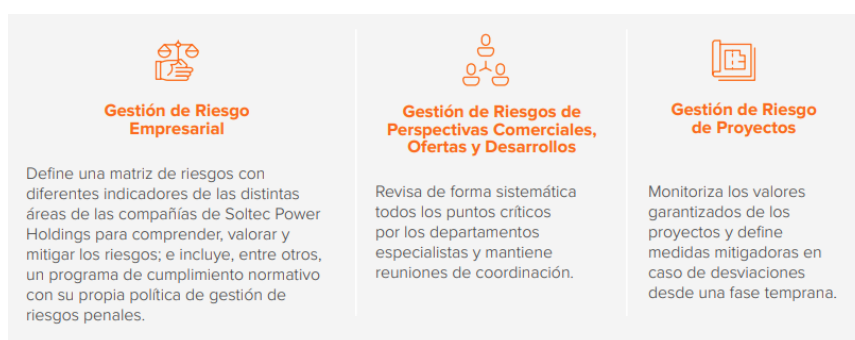 Gestión de Riesgo
Empresarial
Define una matriz de riesgos con
diferentes indicadores de las distintas
áreas de las compañías de Soltec Power
Holdings para comprender, valorar y
mitigar los riesgos; e incluye, entre otros,
un programa de cumplimiento normativo
con su propia política de gestión de
riesgos penales.
Gestión de Riesgos de
Perspectivas Comerciales,
Ofertas y Desarrollos
Revisa de forma sistemática
todos los puntos críticos
por los departamentos
especialistas y mantiene
reuniones de coordinación.
Gestión de Riesgo
de Proyectos
Monitoriza los valores
garantizados de los
proyectos y define
medidas mitigadoras en
caso de desviaciones
desde una fase temprana.